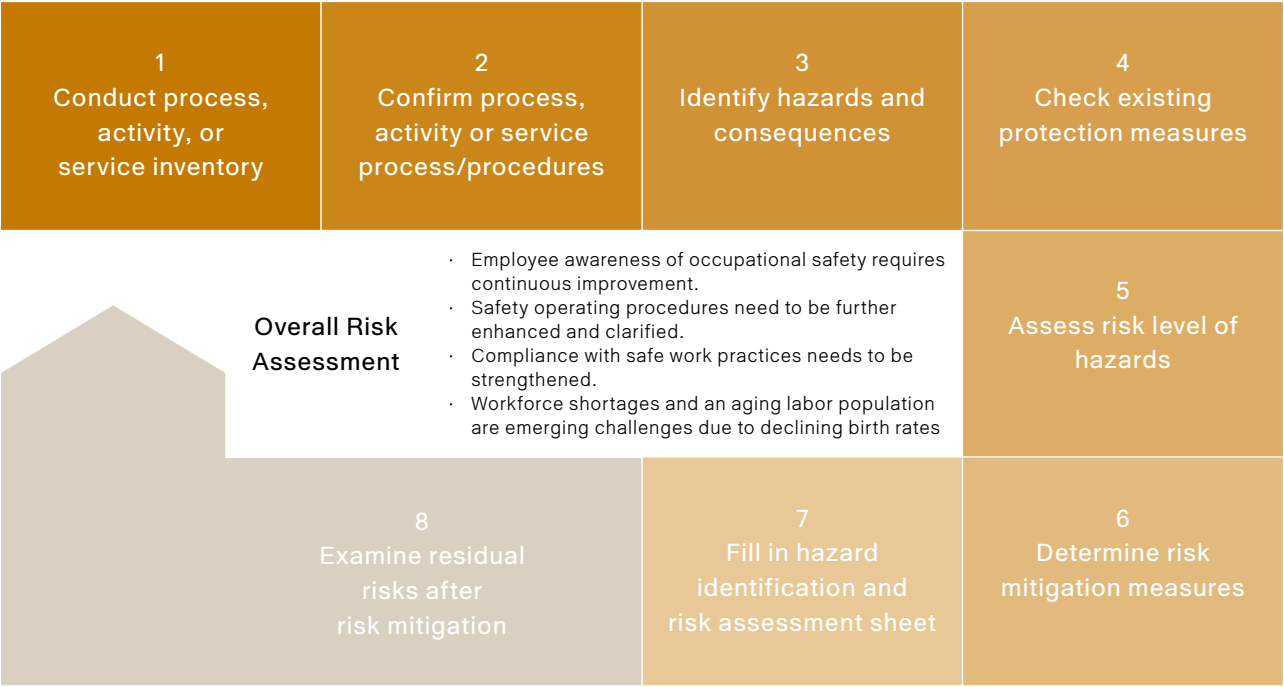 1
Conduct process,
activity, or
service inventory
2
Confirm process,
activity or service
process/procedures
3
Identify hazards and
consequences
4
Check existing
protection measures
Overall Risk
Assessment
· Employee awareness of occupational safety requires
continuous improvement.
· Safety operating procedures need to be further
enhanced and clarified.
· Compliance with safe work practices needs to be
strengthened.
· Workforce shortages and an aging labor population
are emerging challenges due to declining birth rates
5
Assess risk level of
hazards
6
Determine risk
mitigation measures
7
Fill in hazard
identification and
risk assessment sheet
8
Examine residual
risks after
risk mitigation